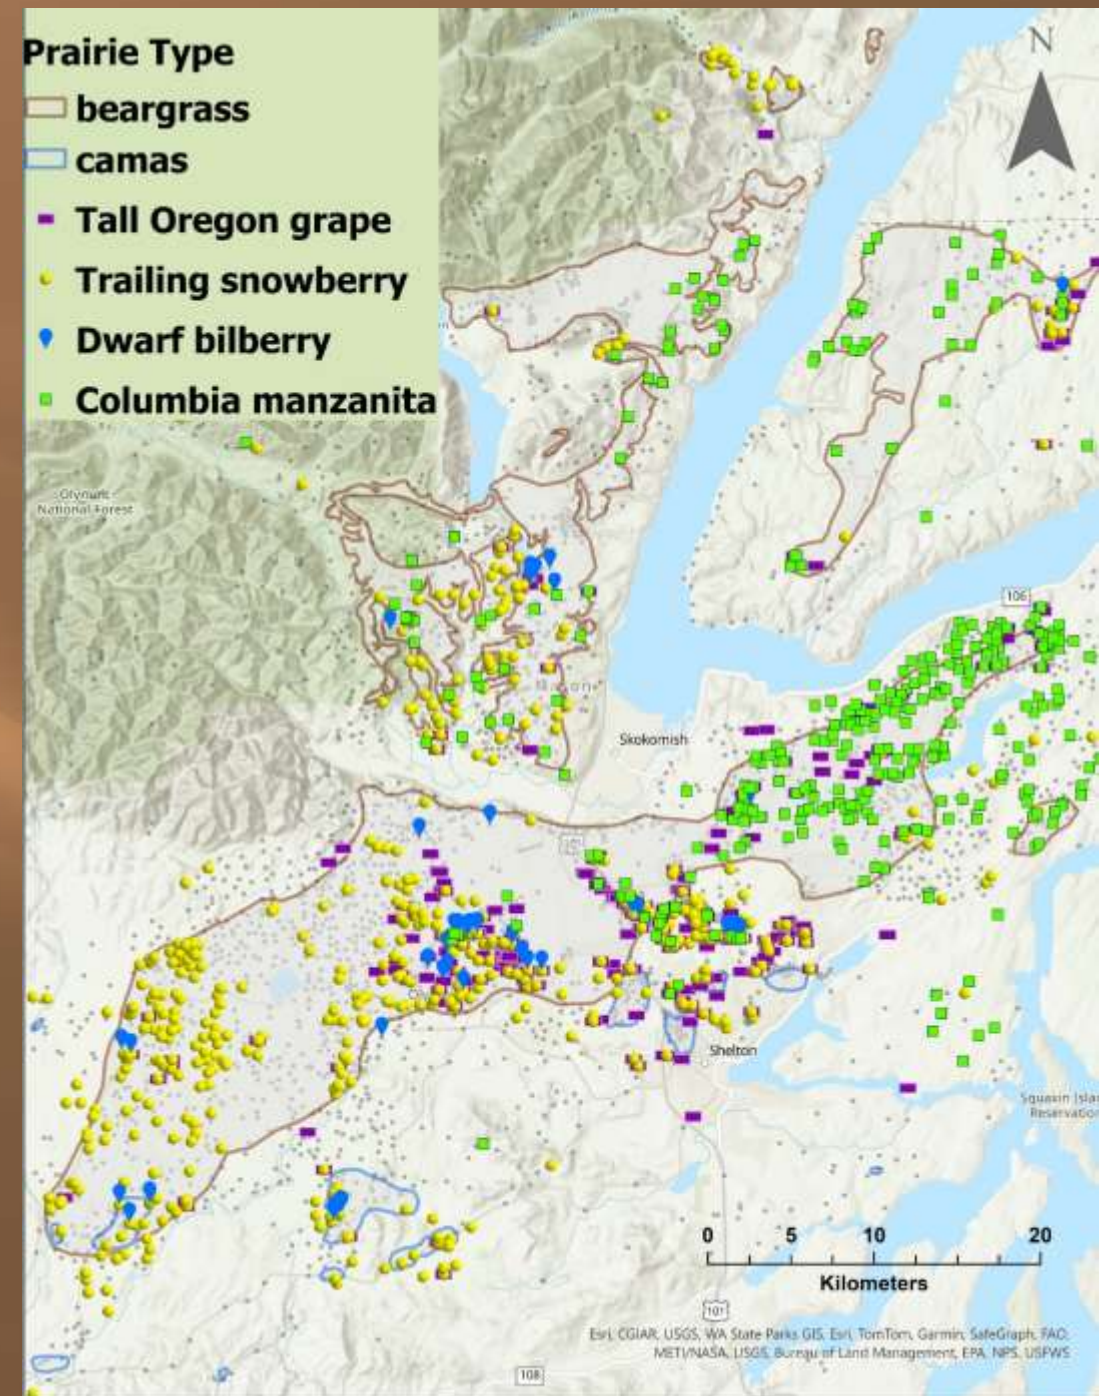 Prairie Type
beargrass
camas
Tall Oregon grape
Trailing snowberry
Dwarf bilberry
Columbia manzanita
N
Olympic
National Forest
106
Mason
Skokomish
Shelton
Squaxin Islan
Reservation
0 5 10 20
Kilometers
101
Esri, CGIAR, USGS, WA State Parks GIS, Esri, TomTom, Garmin, SafeGraph, FAO,
METI/NASA, USGS, Bureau of Land Management, EPA, NPS, USFWS
108